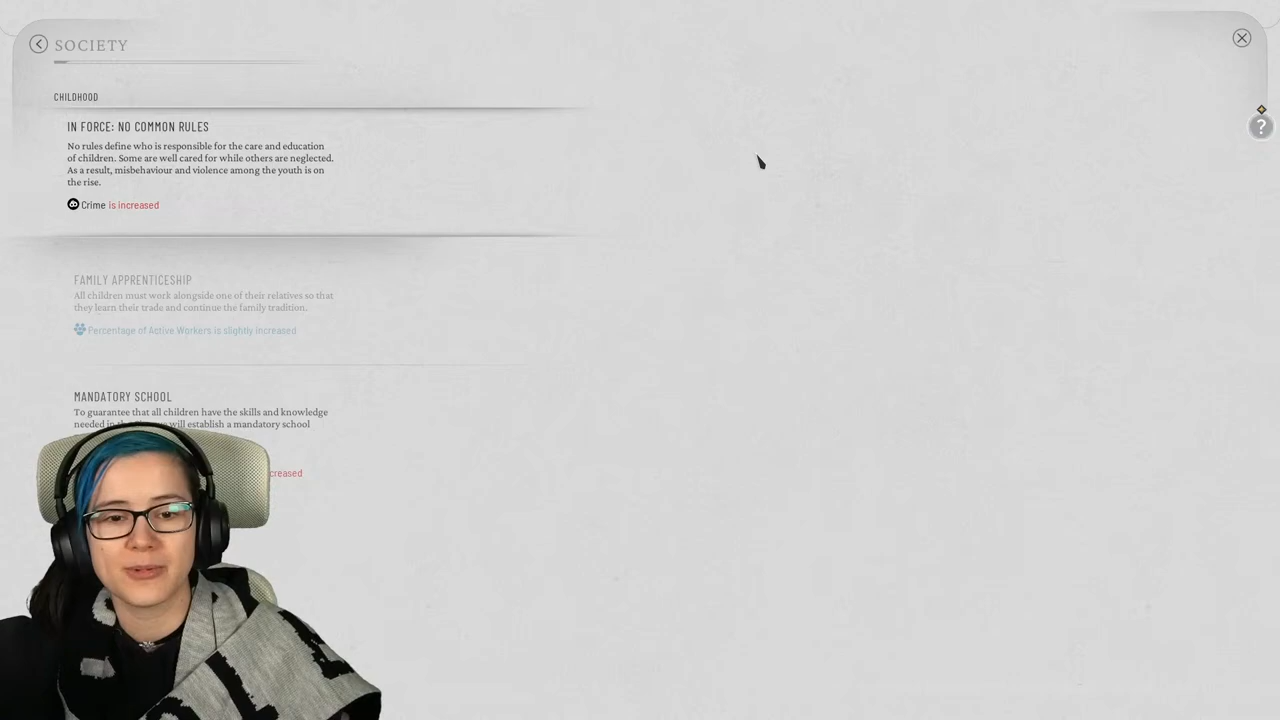 SOCIETY
CHILDHOOD
IN FORCE: NO COMMON RULES
No rules define who is responsible for the care and education
of children. Some are well cared for while others are neglected.
As a result, misbehaviour and violence among the youth is on
the rise.
Crime is increased
?
FAMILY APPRENTICESHIP
All children must work alongside one of their relatives so that
they learn their trade and continue the family tradition.
Percentage of Active Workers is slightly increased
MANDATORY SCHOOL
To guarantee that all children have the skills and knowledge
needed in will establish a mandatory school
creased